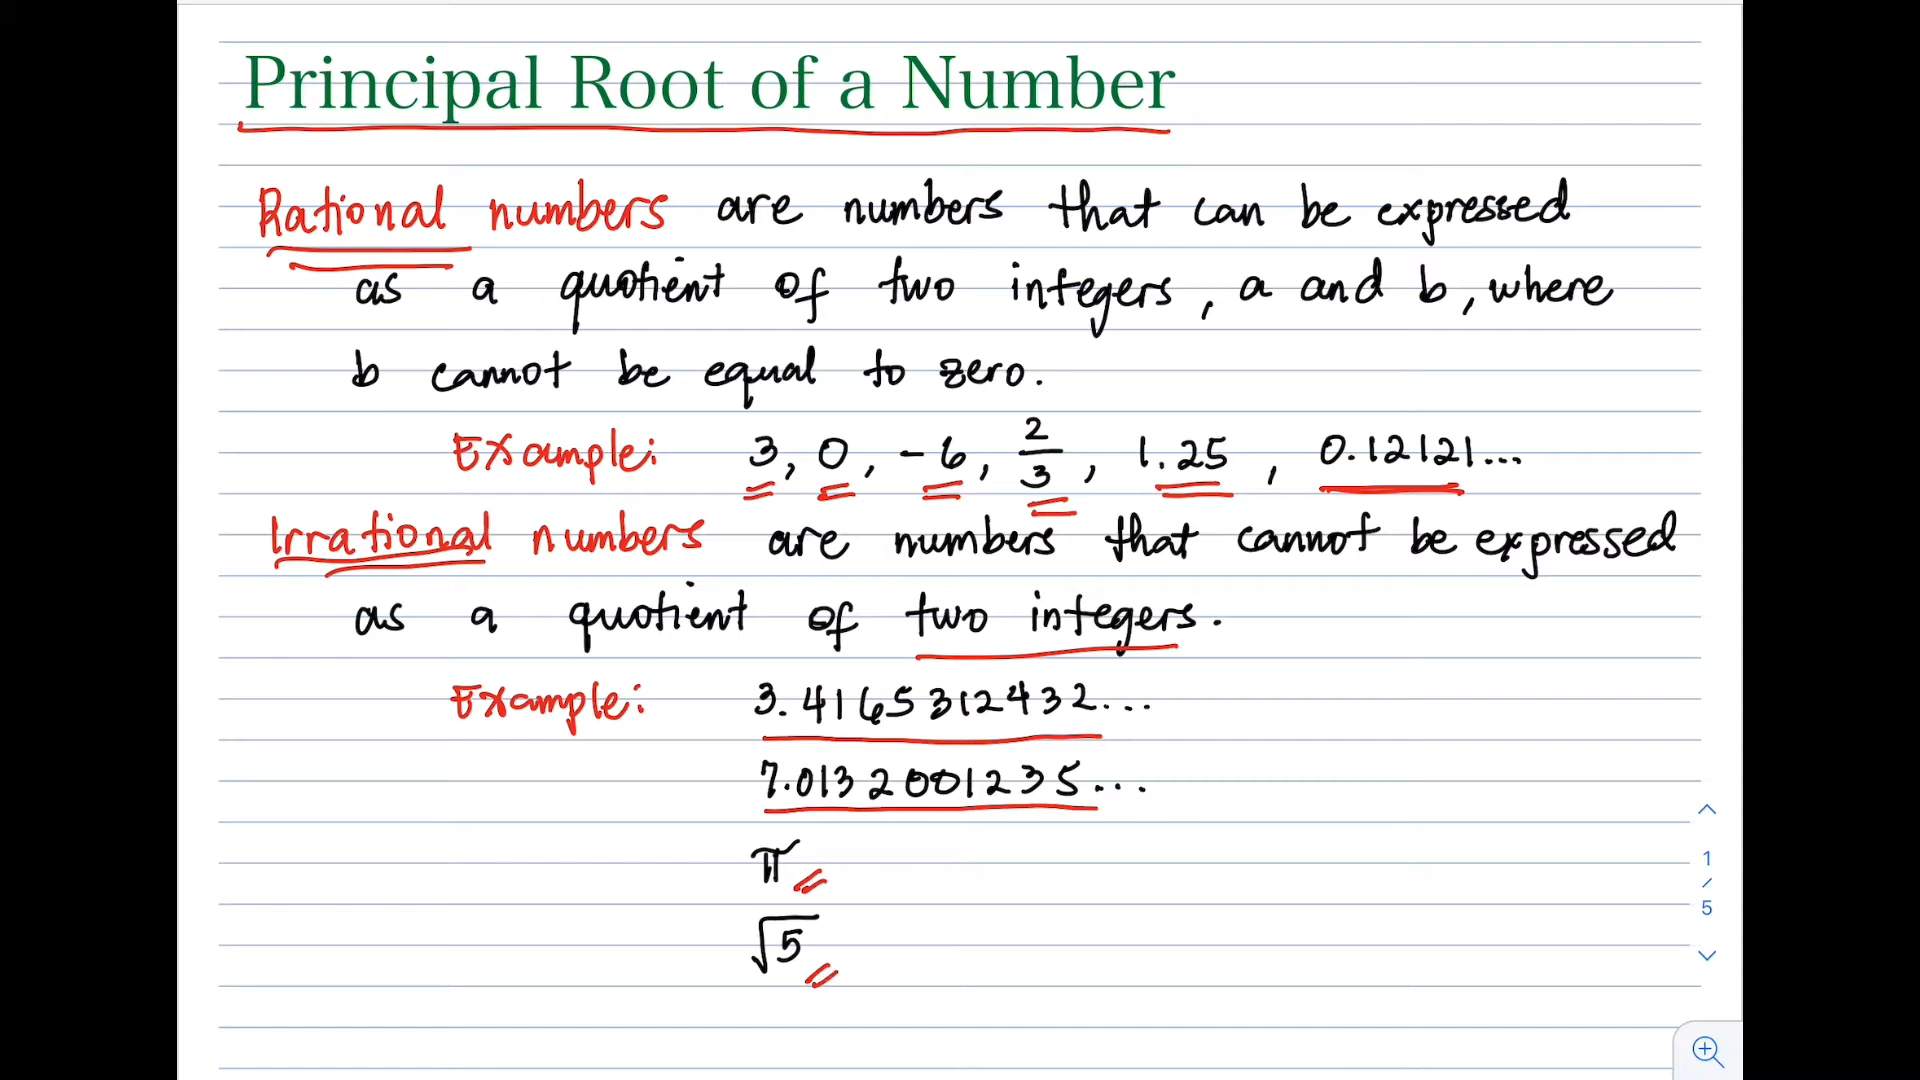 Principal Root of a Number
Rational numbers are numbers that can be expressed
as a quotient of two integers, a and b, where
b cannot be equal to zero.
Example: 3, 0, -6, 2/3, 1.25, 0.12121...
Irrational numbers are numbers that cannot be expressed
as a quotient of two integers.
Example: 3.4165312432...
7.0132001235...
π
√5
1
/
5